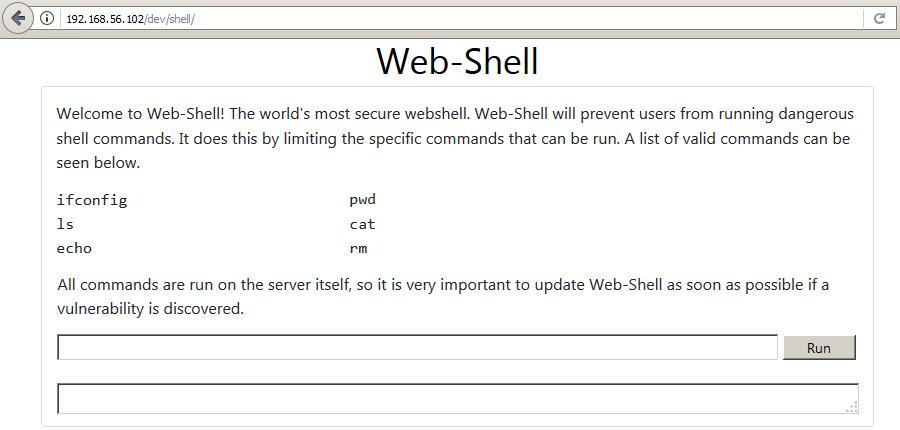 192.168.56.102/dev/shell/
Web-Shell
Welcome to Web-Shell! The world's most secure webshell. Web-Shell will prevent users from running dangerous
shell commands. It does this by limiting the specific commands that can be run. A list of valid commands can be
seen below.
ifconfig pwd
ls cat
echo rm
All commands are run on the server itself, so it is very important to update Web-Shell as soon as possible if a
vulnerability is discovered.
Run